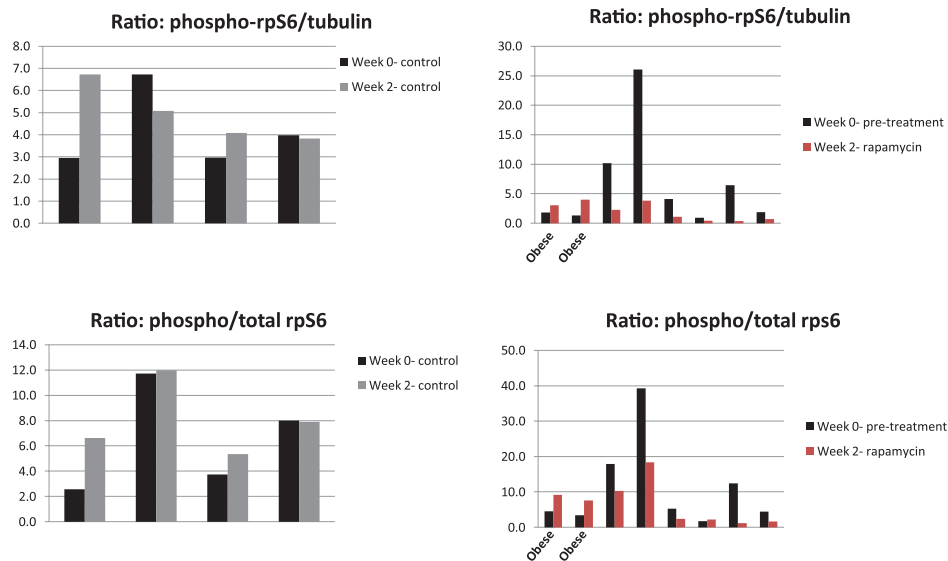 Ratio: phospho-rpS6/tubulin
8.0
7.0
6.0
5.0
4.0
3.0
2.0
1.0
0.0
Week 0- control
Week 2- control
Ratio: phospho-rpS6/tubulin
30.0
25.0
20.0
15.0
10.0
5.0
0.0
Obese
Obese
Week 0- pre-treatment
Week 2- rapamycin
Ratio: phospho/total rpS6
14.0
12.0
10.0
8.0
6.0
4.0
2.0
0.0
Week 0- control
Week 2- control
Ratio: phospho/total rps6
50.0
40.0
30.0
20.0
10.0
0.0
Obese
Obese
Week 0- pre-treatment
Week 2- rapamycin